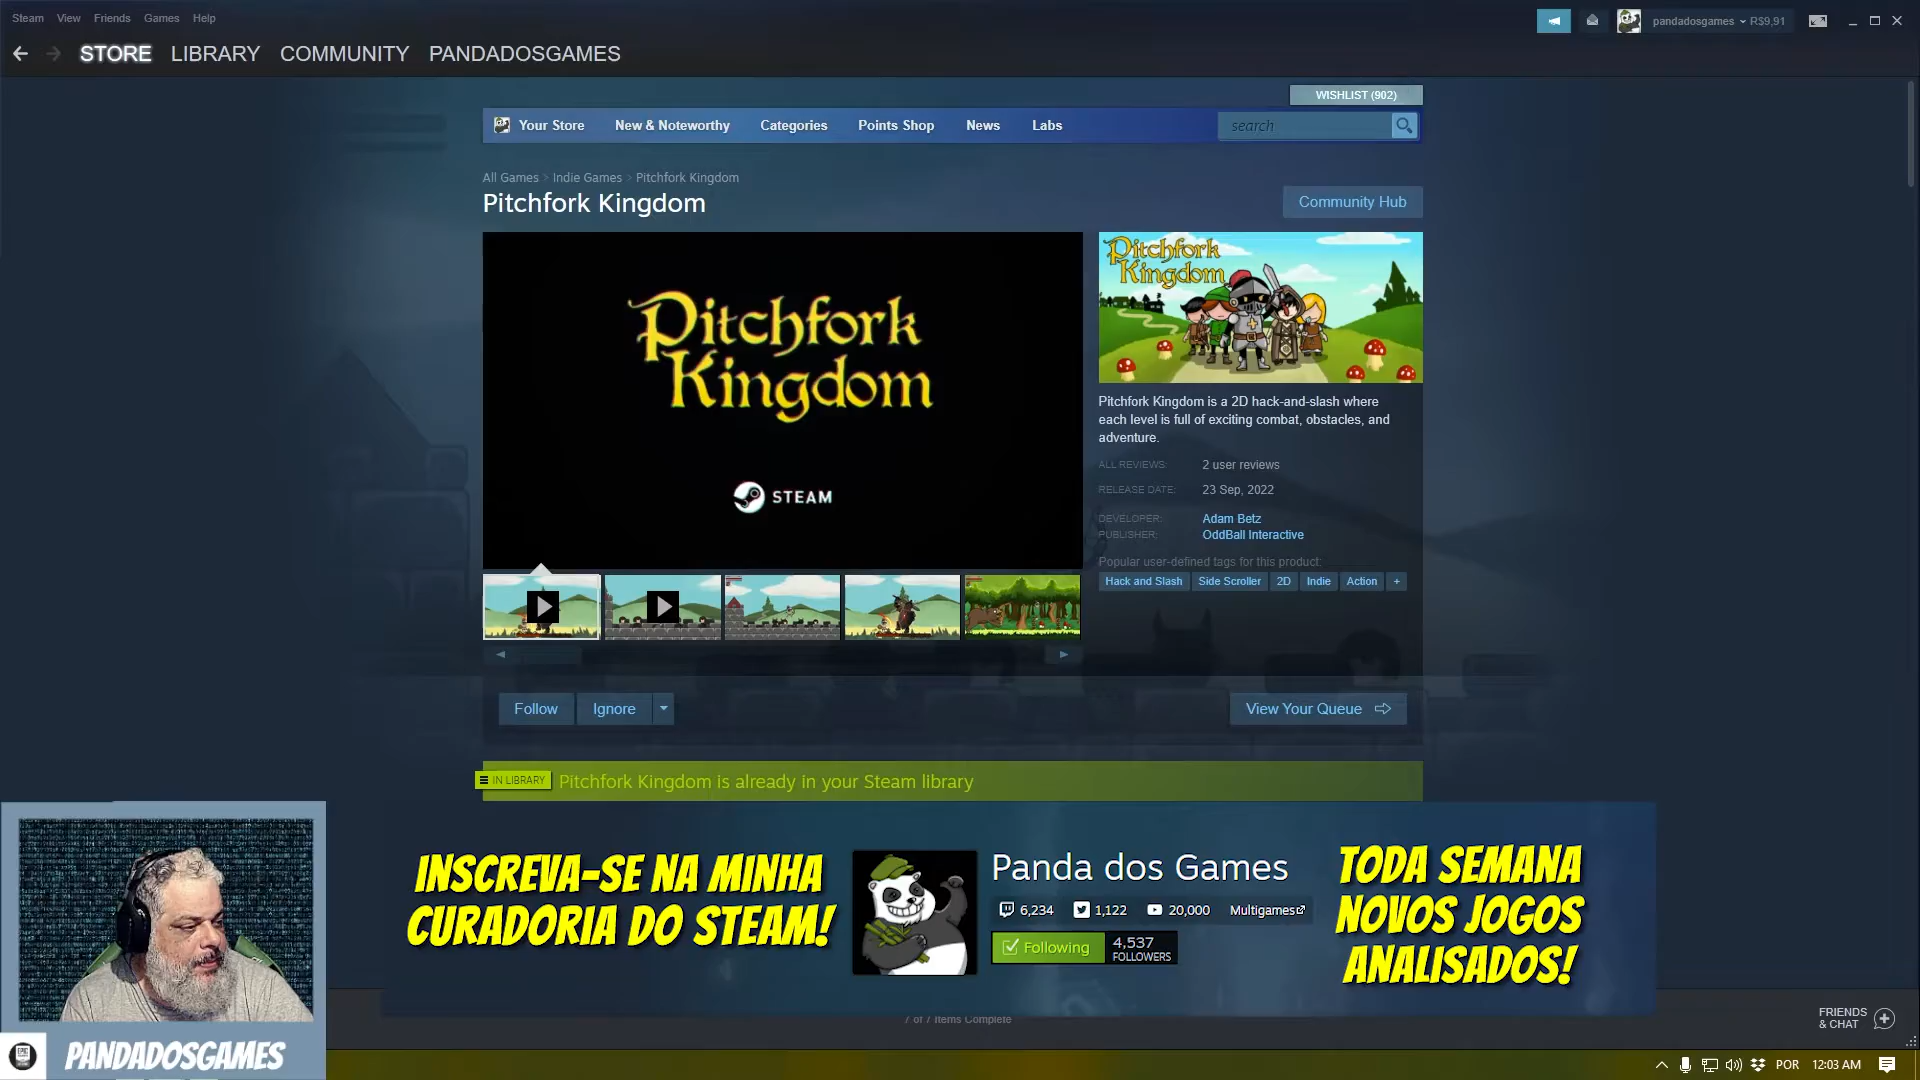 Steam View Friends Games Help
pandadosgames R$9,91
STORE LIBRARY COMMUNITY PANDADOSGAMES
WISHLIST (902)
Your Store New & Noteworthy Categories Points Shop News Labs search
All Games > Indie Games > Pitchfork Kingdom
Pitchfork Kingdom
Community Hub
Pitchfork
Kingdom
STEAM
Pitchfork
Kingdom
Pitchfork Kingdom is a 2D hack-and-slash where
each level is full of exciting combat, obstacles, and
adventure.
ALL REVIEWS: 2 user reviews
RELEASE DATE: 23 Sep, 2022
DEVELOPER: Adam Betz
PUBLISHER: OddBall Interactive
Popular user-defined tags for this product:
Hack and Slash Side Scroller 2D Indie Action +
Follow Ignore View Your Queue
IN LIBRARY Pitchfork Kingdom is already in your Steam library
INSCREVA-SE NA MINHA
CURADORIA DO STEAM!
Panda dos Games
6,234 1,122 20,000 Multigames
Following 4,537
FOLLOWERS
TODA SEMANA
NOVOS JOGOS
ANALISADOS!
7 of 7 Items Complete
FRIENDS
& CHAT
PANDADOSGAMES
POR 12:03 AM